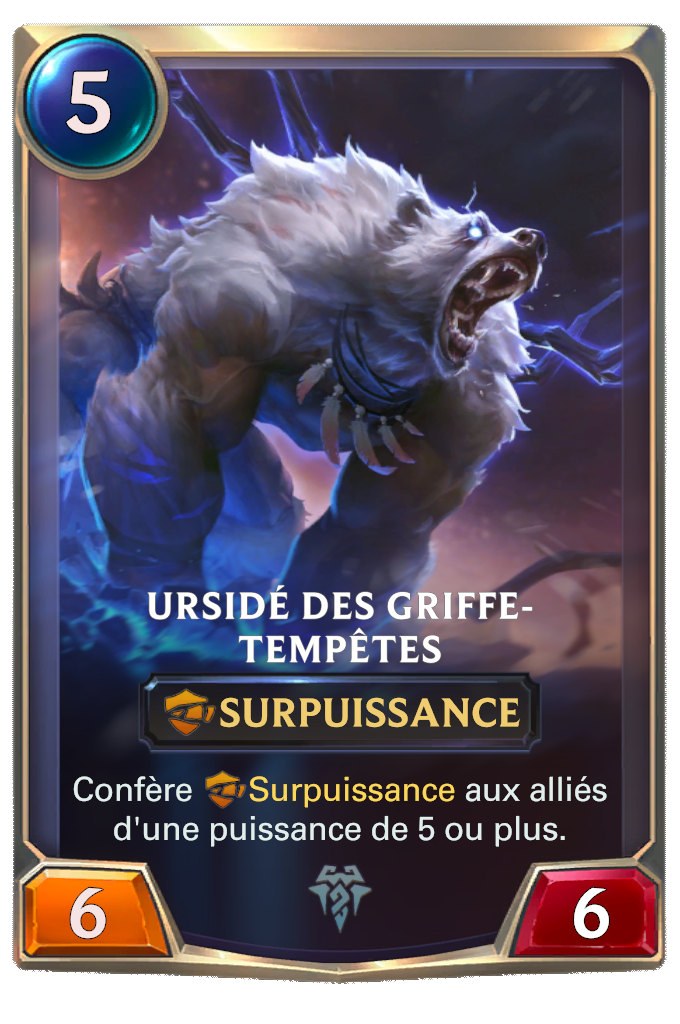 5
URSIDÉ DES GRIFFE-
TEMPÊTES
SURPUISSANCE
Confère Surpuissance aux alliés
d'une puissance de 5 ou plus.
6
6